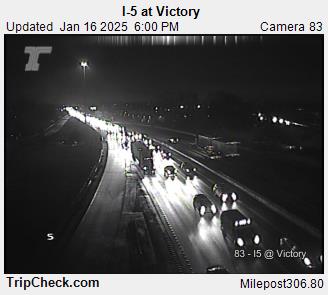 I-5 at Victory
Updated Jan 16 2025 6:00 PM Camera 83
T
S
83 - I5 @ Victory
TripCheck.com Milepost306.80